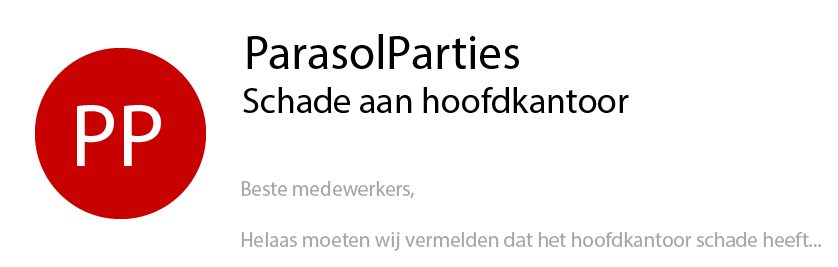 PP
ParasolParties
Schade aan hoofdkantoor
Beste medewerkers,
Helaas moeten wij vermelden dat het hoofdkantoor schade heeft...